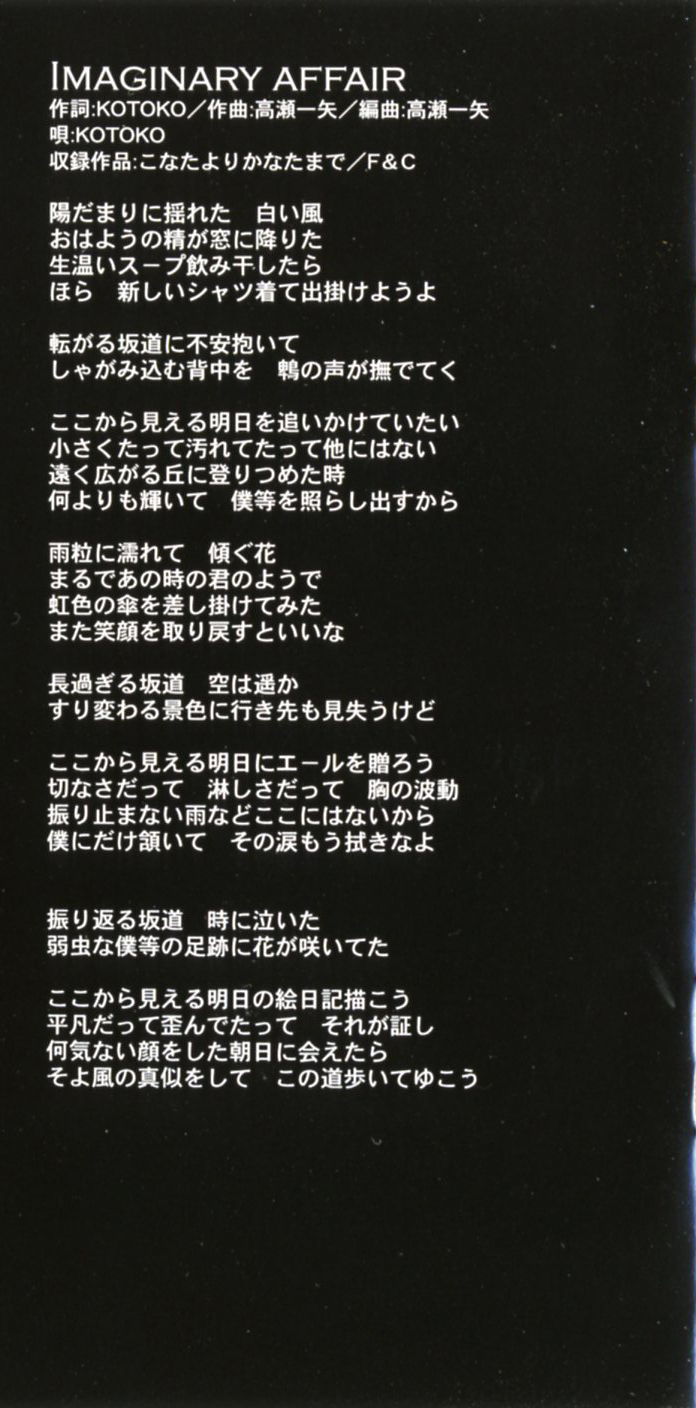 IMAGINARY AFFAIR
作詞:KOTOKO／作曲:高瀬一矢／編曲:高瀬一矢
唄:KOTOKO
収録作品:こなたよりかなたまで／F&C
陽だまりに揺れた　白い風
おはようの精が窓に降りた
生温いスープ飲み干したら
ほら　新しいシャツ着て出掛けようよ
転がる坂道に不安抱いて
しゃがみ込む背中を　鵯の声が撫でてく
ここから見える明日を追いかけていたい
小さくたって汚れてたって他にはない
遠く広がる丘に登りつめた時
何よりも輝いて　僕等を照らし出すから
雨粒に濡れて　傾ぐ花
まるであの時の君のようで
虹色の傘を差し掛けてみた
また笑顔を取り戻すといいな
長過ぎる坂道　空は遥か
すり変わる景色に行き先も見失うけど
ここから見える明日にエールを贈ろう
切なさだって　淋しさだって　胸の波動
振り止まない雨などここにはないから
僕にだけ頷いて　その涙もう拭きなよ
振り返る坂道　時に泣いた
弱虫な僕等の足跡に花が咲いてた
ここから見える明日の絵日記描こう
平凡だって歪んでたって　それが証し
何気ない顔をした朝日に会えたら
そよ風の真似をして　この道歩いてゆこう